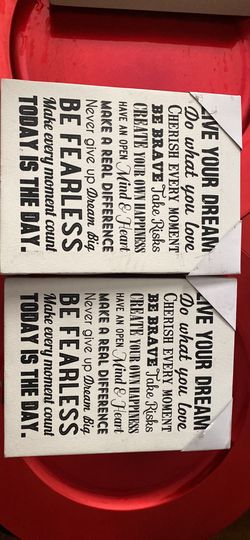 LIVE YOUR DREAM
Do what you love
CHERISH EVERY MOMENT
BE BRAVE Take Risks
CREATE YOUR OWN HAPPINESS
HAVE AN OPEN Mind & Heart
MAKE A REAL DIFFERENCE
Never give up Dream Big
BE FEARLESS
Make every moment count
TODAY IS THE DAY.
LIVE YOUR DREAM
Do what you love
CHERISH EVERY MOMENT
BE BRAVE Take Risks
CREATE YOUR OWN HAPPINESS
HAVE AN OPEN Mind & Heart
MAKE A REAL DIFFERENCE
Never give up Dream Big
BE FEARLESS
Make every moment count
TODAY IS THE DAY.